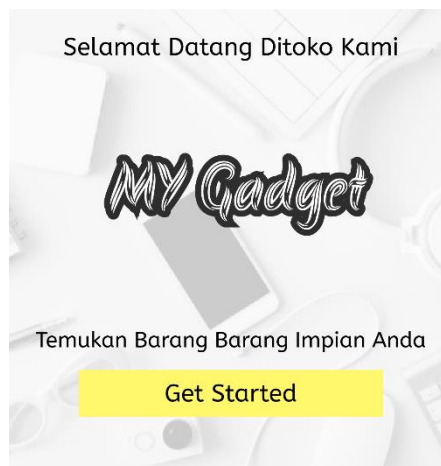 Selamat Datang Ditoko Kami
MY Gadget
Temukan Barang Barang Impian Anda
Get Started